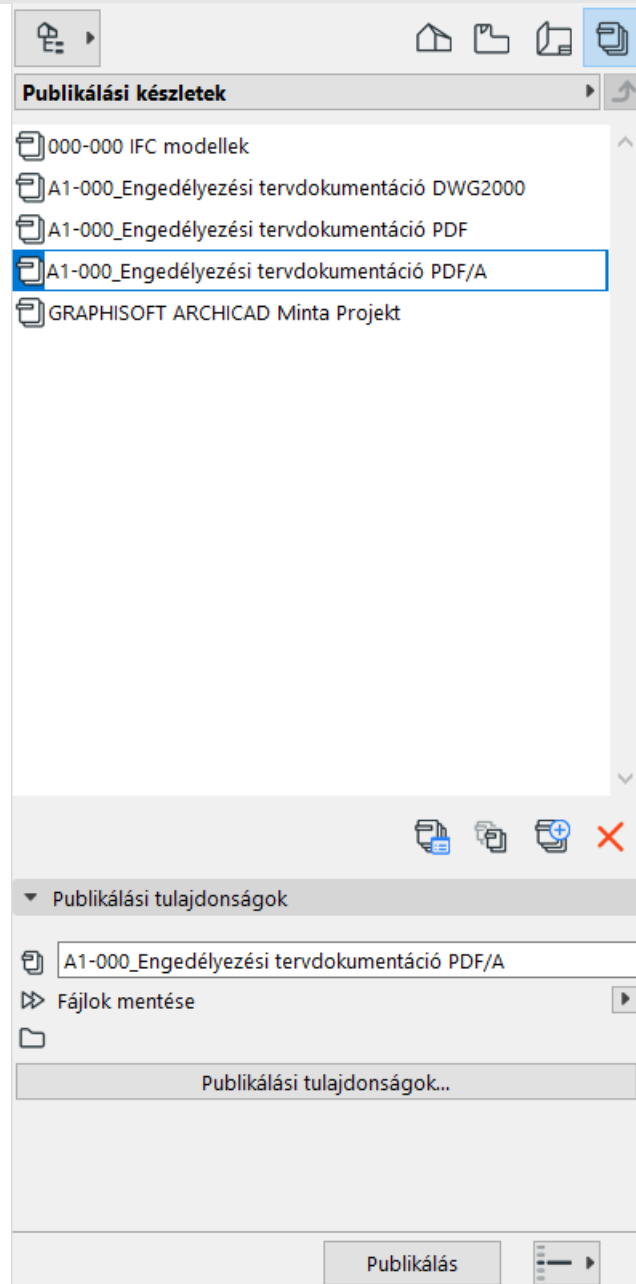 Publikálási készletek
000-000 IFC modellek
A1-000_Engedélyezési tervdokumentáció DWG2000
A1-000_Engedélyezési tervdokumentáció PDF
A1-000_Engedélyezési tervdokumentáció PDF/A
GRAPHISOFT ARCHICAD Minta Projekt
Publikálási tulajdonságok
A1-000_Engedélyezési tervdokumentáció PDF/A
Fájlok mentése
Publikálási tulajdonságok...
Publikálás